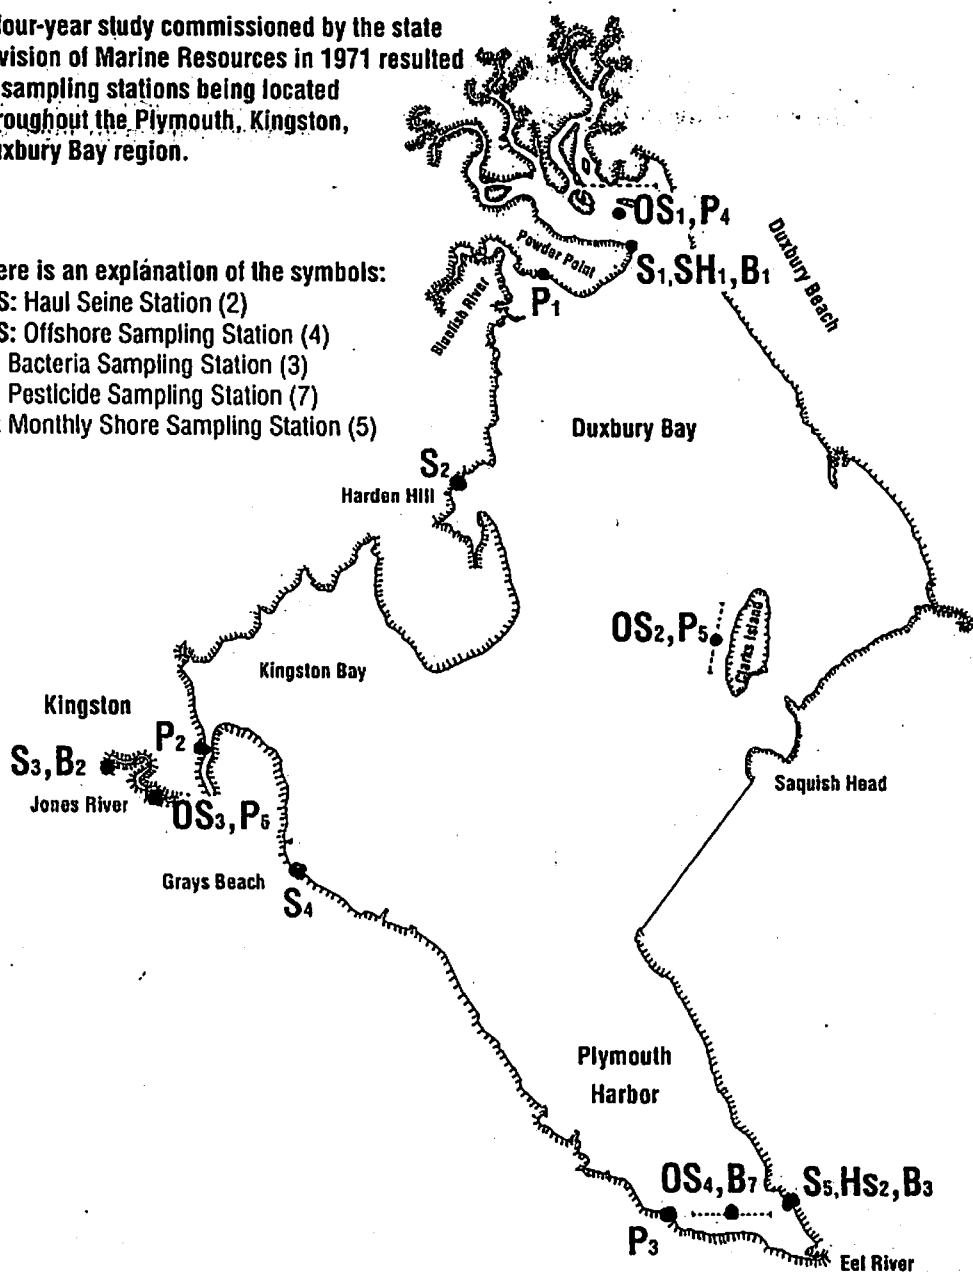 four-year study commissioned by the state
vision of Marine Resources in 1971 resulted
sampling stations being located
roughout the Plymouth, Kingston,
uxbury Bay region.
ere is an explanation of the symbols:
S: Haul Seine Station (2)
S: Offshore Sampling Station (4)
Bacteria Sampling Station (3)
Pesticide Sampling Station (7)
: Monthly Shore Sampling Station (5)
OS1, P4
Powder Point
S1, SH1, B1
Duxbury Beach
P1
Bluefish River
Duxbury Bay
S2
Harden Hill
OS2, P5
Clarks Island
Kingston Bay
Kingston
P2
S3, B2
Jones River
OS3, P6
Saquish Head
Grays Beach
S4
Plymouth
Harbor
OS4, B7
S5, Hs2, B3
P3
Eel River